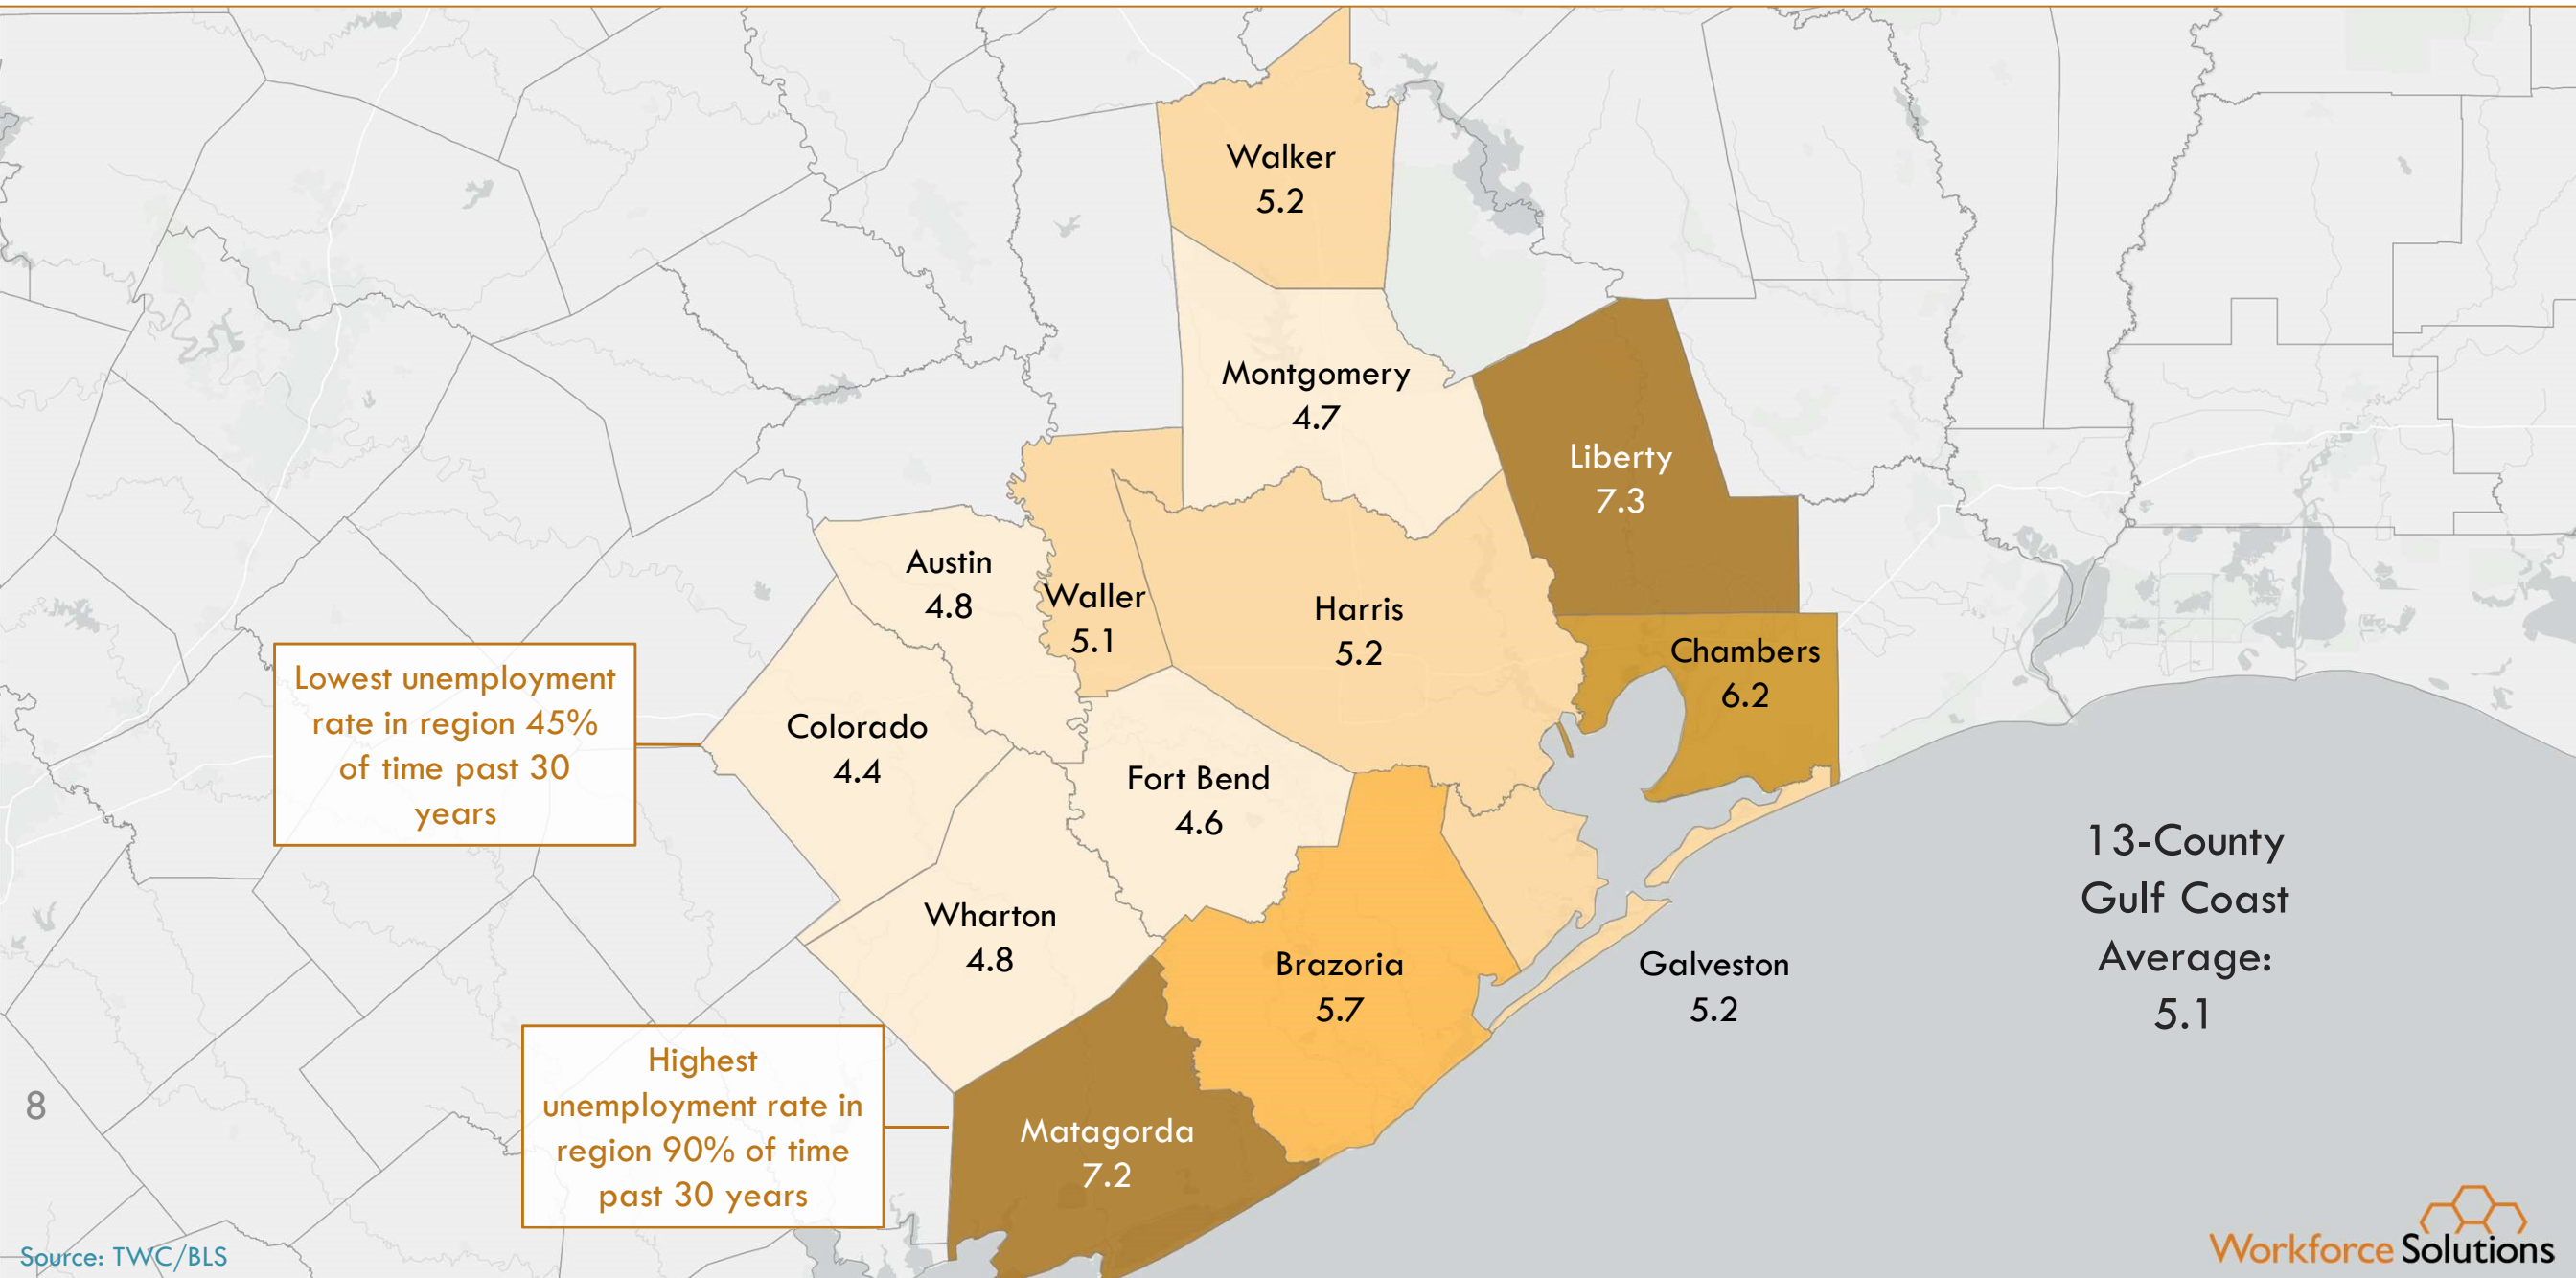 Walker
5.2
Montgomery
4.7
Liberty
7.3
Austin
4.8
Waller
5.1
Harris
5.2
Chambers
6.2
Lowest unemployment
rate in region 45%
of time past 30
years
Colorado
4.4
Fort Bend
4.6
Wharton
4.8
Brazoria
5.7
Galveston
5.2
13-County
Gulf Coast
Average:
5.1
Highest
unemployment rate in
region 90% of time
past 30 years
Matagorda
7.2
8
Source: TWC/BLS
Workforce Solutions